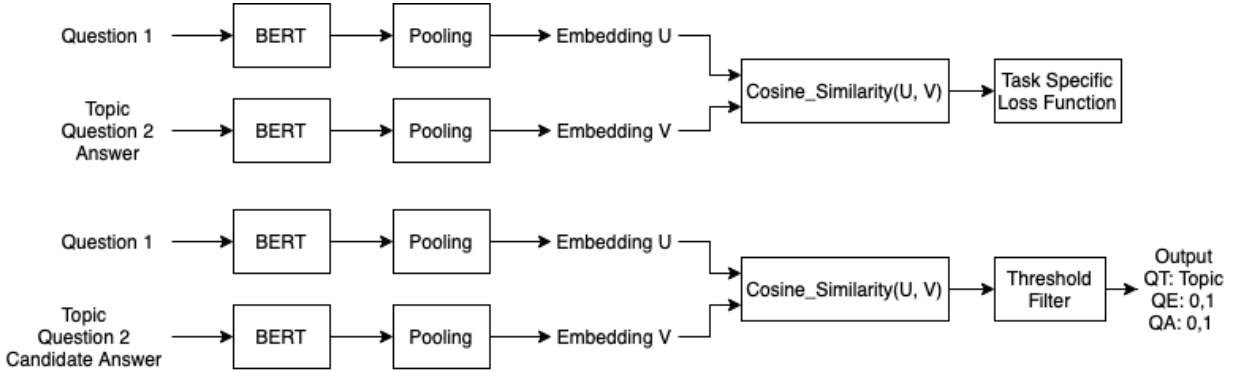 Question 1
BERT
Pooling
Embedding U
Topic
Question 2
Answer
BERT
Pooling
Embedding V
Cosine_Similarity(U, V)
Task Specific
Loss Function
Question 1
BERT
Pooling
Embedding U
Topic
Question 2
Candidate Answer
BERT
Pooling
Embedding V
Cosine_Similarity(U, V)
Threshold
Filter
Output
QT: Topic
QE: 0,1
QA: 0,1